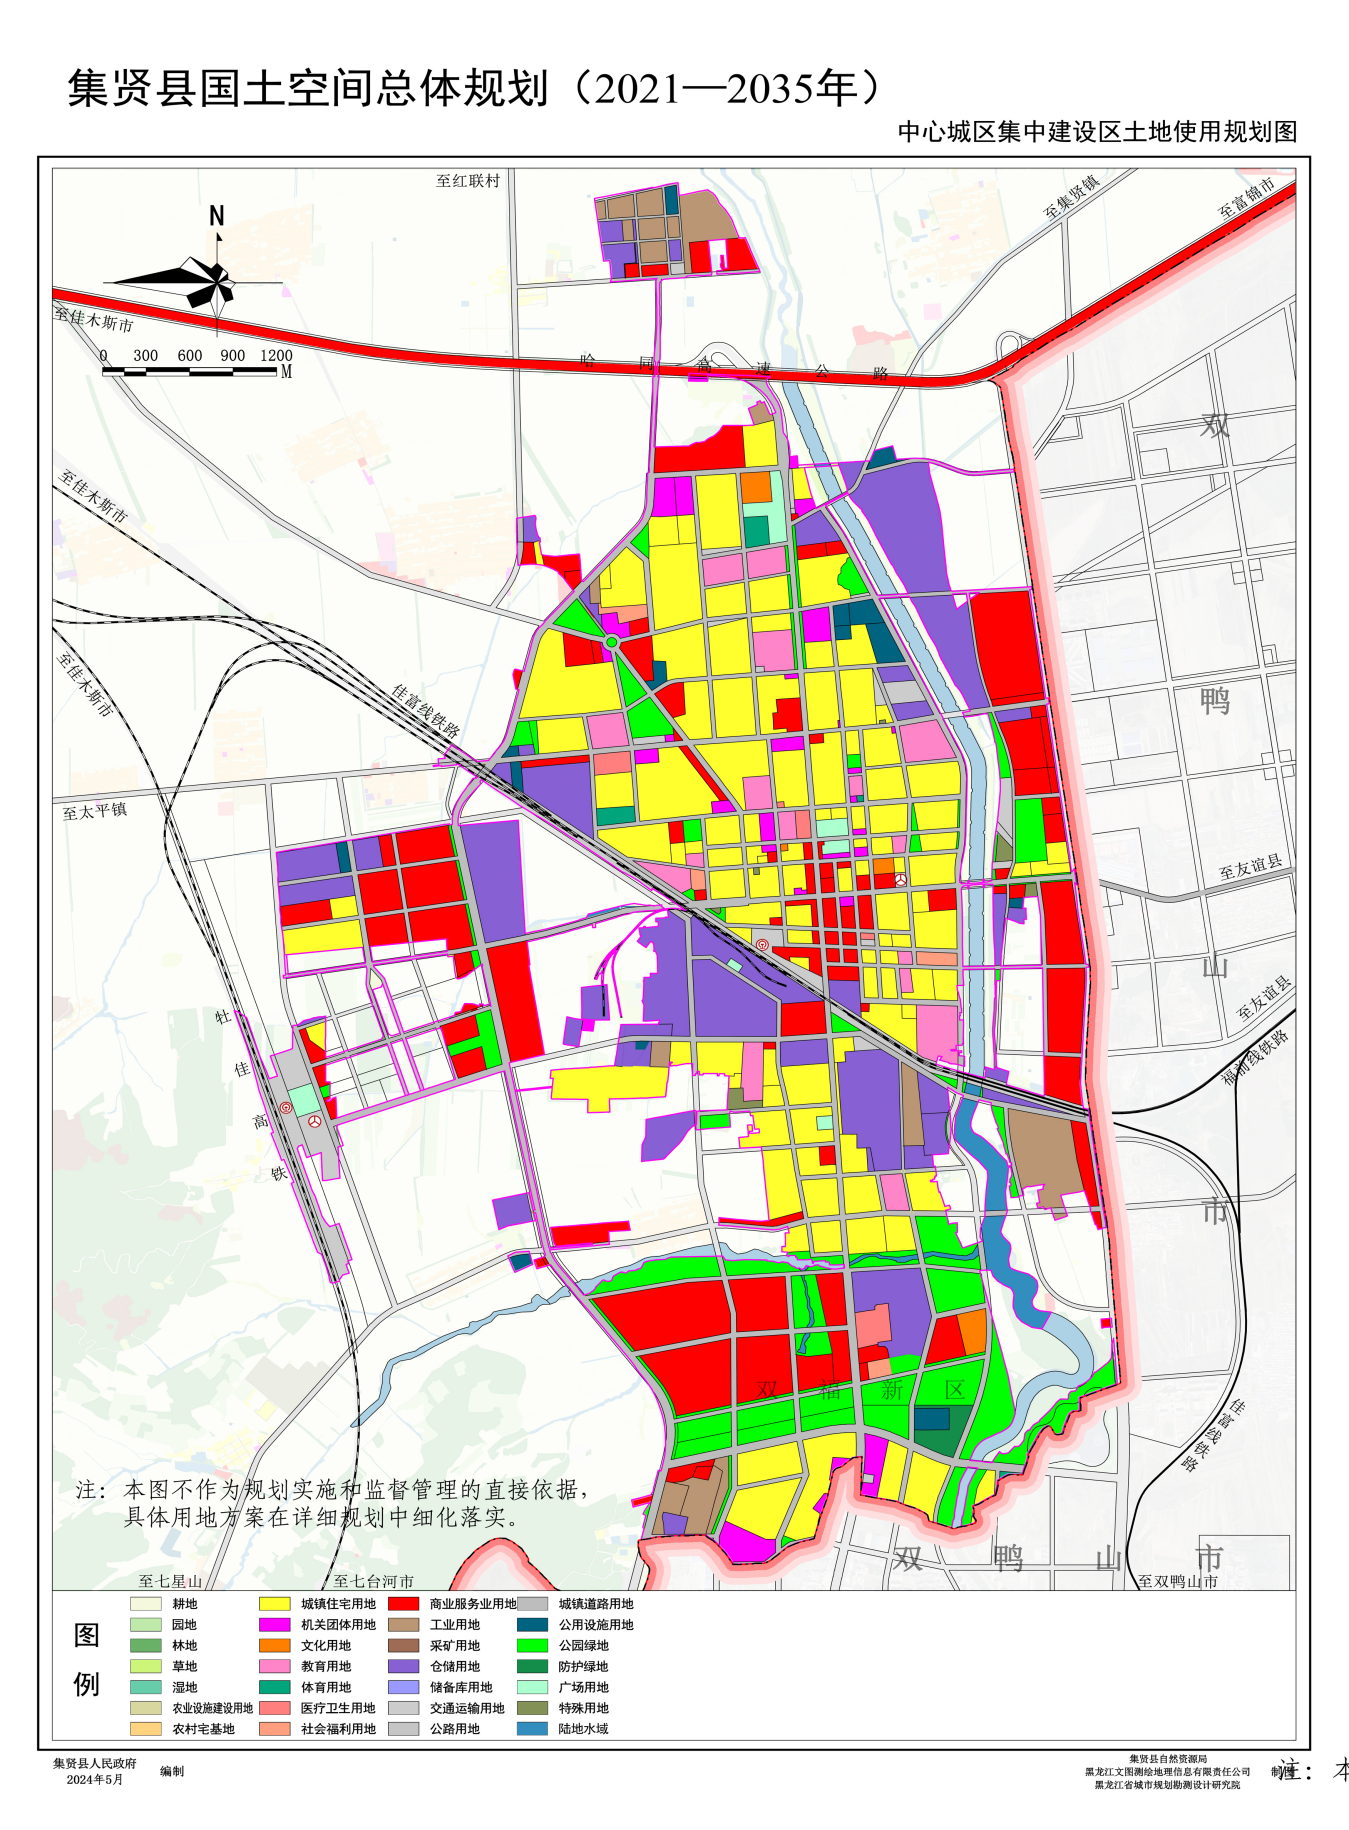 集贤县国土空间总体规划（2021—2035年）
中心城区集中建设区土地使用规划图
至红联村
至集贤镇
至富锦市
N
至佳木斯市
0 300 600 900 1200
M
哈同高速公路
双
至佳木斯市
至佳木斯市
佳富线铁路
鸭
至太平镇
至友谊县
山
至友谊县
牡佳高铁
福前线铁路
市
双福新区
佳富线铁路
注：本图不作为规划实施和监督管理的直接依据，
具体用地方案在详细规划中细化落实。
双鸭山市
至七星山
至七台河市
至双鸭山市
图例
耕地 城镇住宅用地 商业服务业用地 城镇道路用地
园地 机关团体用地 工业用地 公用设施用地
林地 文化用地 采矿用地 公园绿地
草地 教育用地 仓储用地 防护绿地
湿地 体育用地 储备库用地 广场用地
农业设施建设用地 医疗卫生用地 交通运输用地 特殊用地
农村宅基地 社会福利用地 公路用地 陆地水域
集贤县人民政府
2024年5月
编制
集贤县自然资源局
黑龙江文图测绘地理信息有限责任公司
黑龙江省城市规划勘测设计研究院
注：本